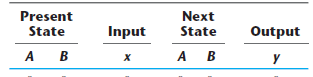 Present Next
State Input State Output
A B x A B y